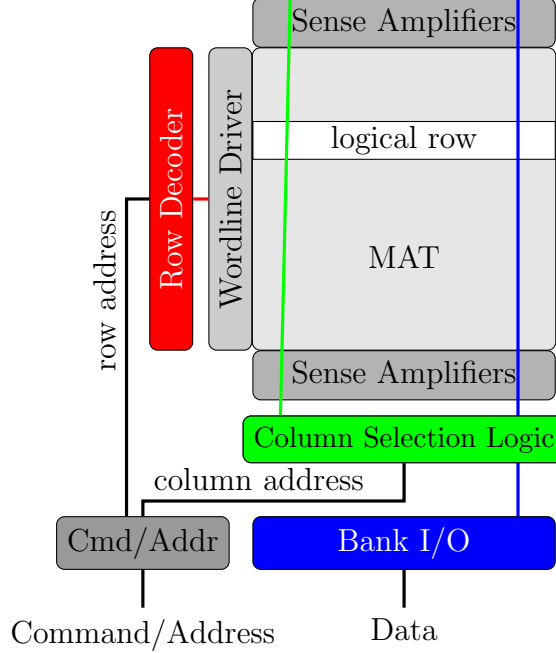 Sense Amplifiers
logical row
Row Decoder
Wordline Driver
row address
MAT
Sense Amplifiers
Column Selection Logic
column address
Cmd/Addr
Bank I/O
Command/Address
Data